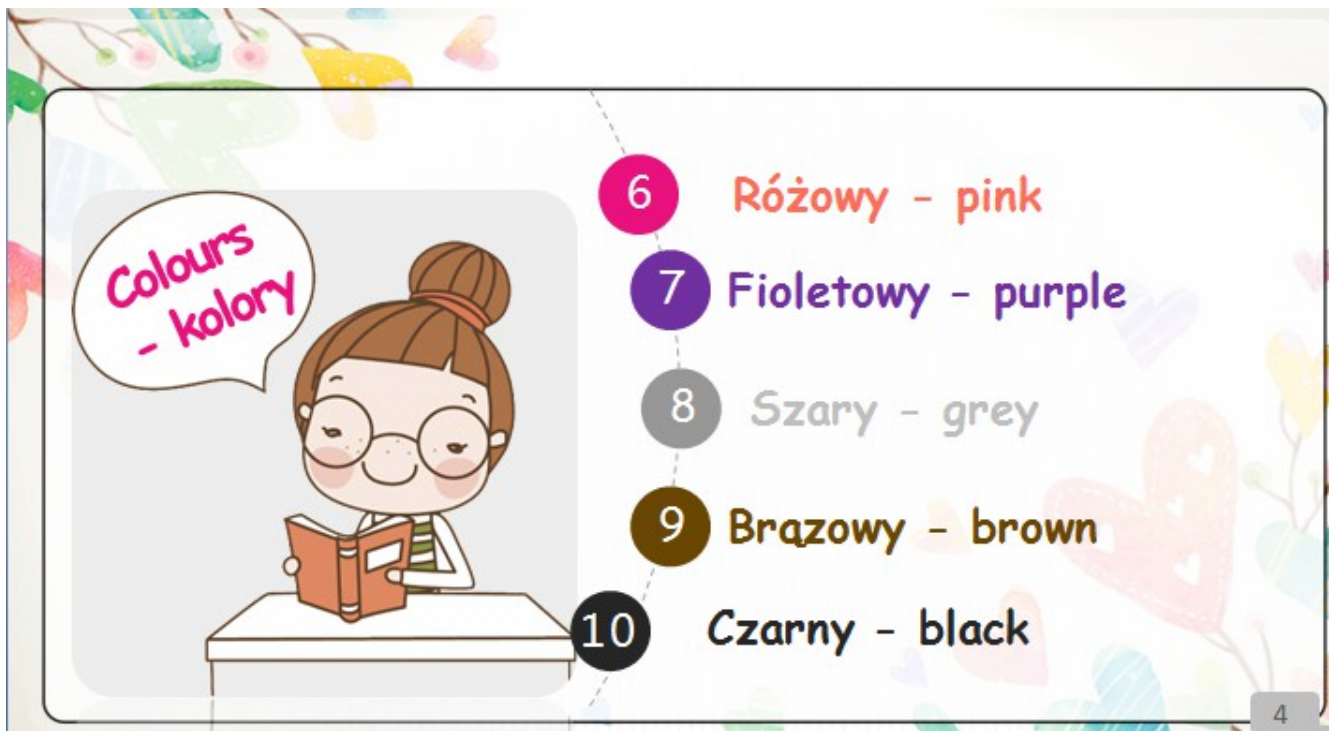 Colours
- kolory
6 Różowy - pink
7 Fioletowy - purple
8 Szary - grey
9 Brązowy - brown
10 Czarny - black
4